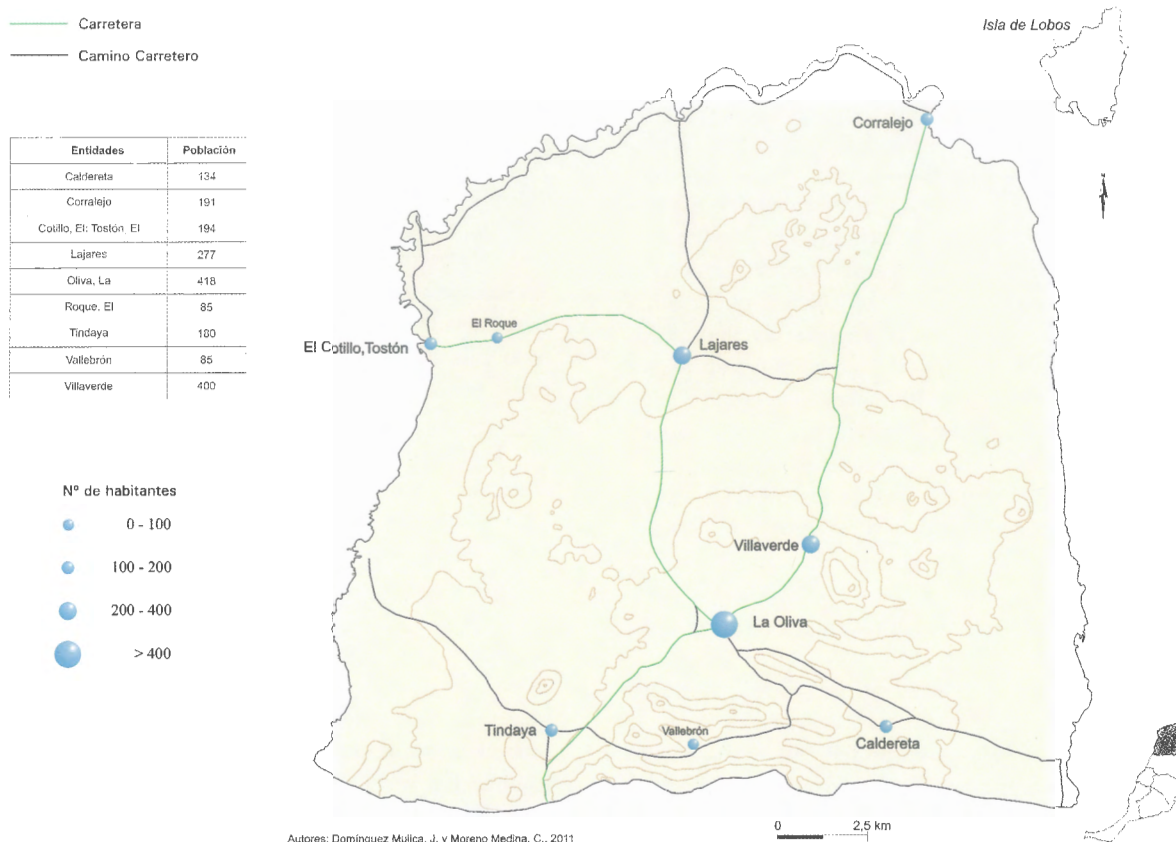 Carretera
Camino Carretero
Isla de Lobos
Entidades Población
Caldereta 134
Corralejo 191
Cotillo, El: Tostón, El 194
Lajares 277
Oliva, La 418
Roque, El 85
Tindaya 180
Vallebrón 85
Villaverde 400
Corralejo
El Roque
El Cotillo,Tostón
Lajares
Villaverde
La Oliva
Tindaya
Vallebrón
Caldereta
Nº de habitantes
0 - 100
100 - 200
200 - 400
> 400
0 2,5 km
Autores: Domínguez Mujica, J. y Moreno Medina, C., 2011